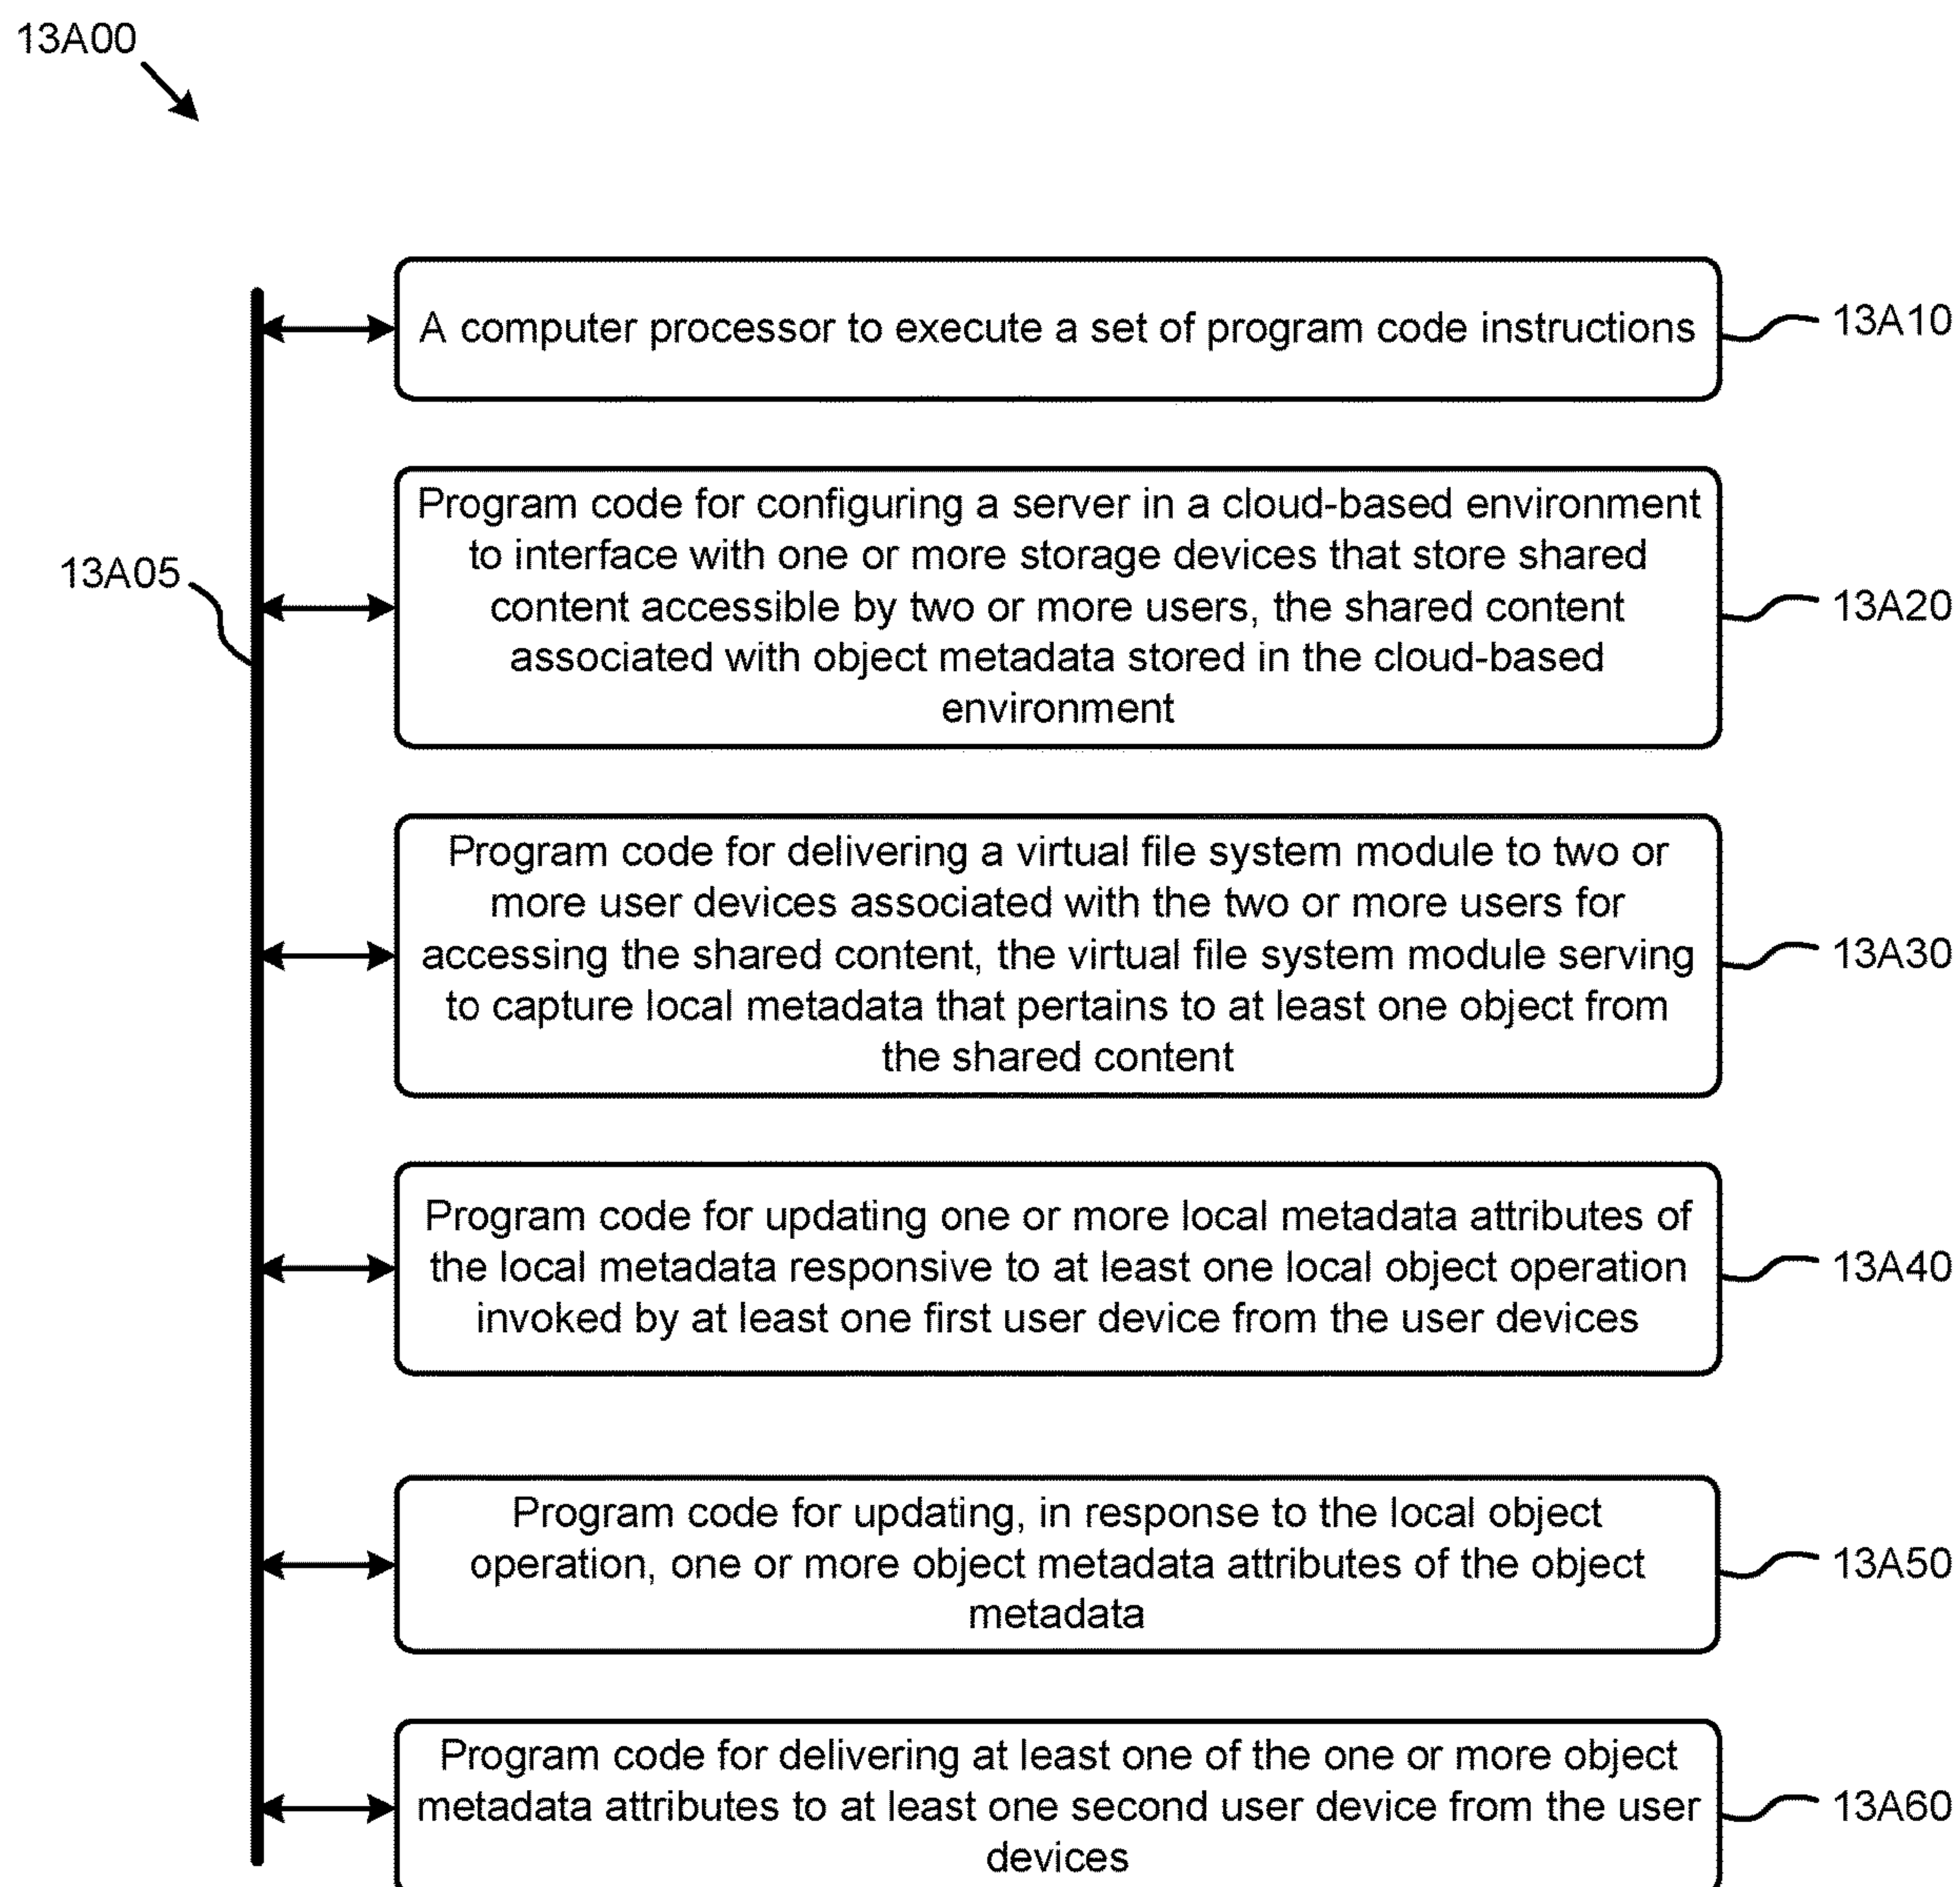 13A00
A computer processor to execute a set of program code instructions
13A10
Program code for configuring a server in a cloud-based environment
to interface with one or more storage devices that store shared
content accessible by two or more users, the shared content
associated with object metadata stored in the cloud-based
environment
13A05
13A20
Program code for delivering a virtual file system module to two or
more user devices associated with the two or more users for
accessing the shared content, the virtual file system module serving
to capture local metadata that pertains to at least one object from
the shared content
13A30
Program code for updating one or more local metadata attributes of
the local metadata responsive to at least one local object operation
invoked by at least one first user device from the user devices
13A40
Program code for updating, in response to the local object
operation, one or more object metadata attributes of the object
metadata
13A50
Program code for delivering at least one of the one or more object
metadata attributes to at least one second user device from the user
devices
13A60